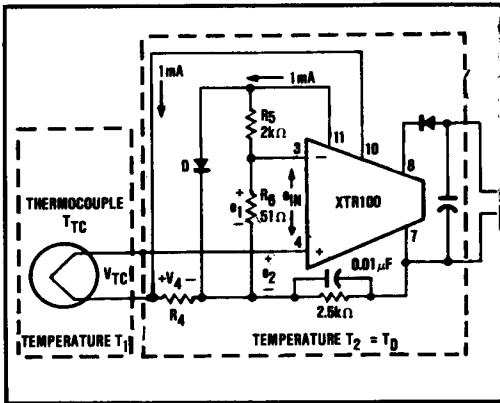 1mA
1mA
R5
2kΩ
11
10
D
3
−
8
+
e1
−
R6
51Ω
eIN
XTR100
THERMOCOUPLE
TTC
4
+
7
VTC
+V4−
+
e2
−
0.01μF
R4
2.5kΩ
TEMPERATURE T1
TEMPERATURE T2 = TD